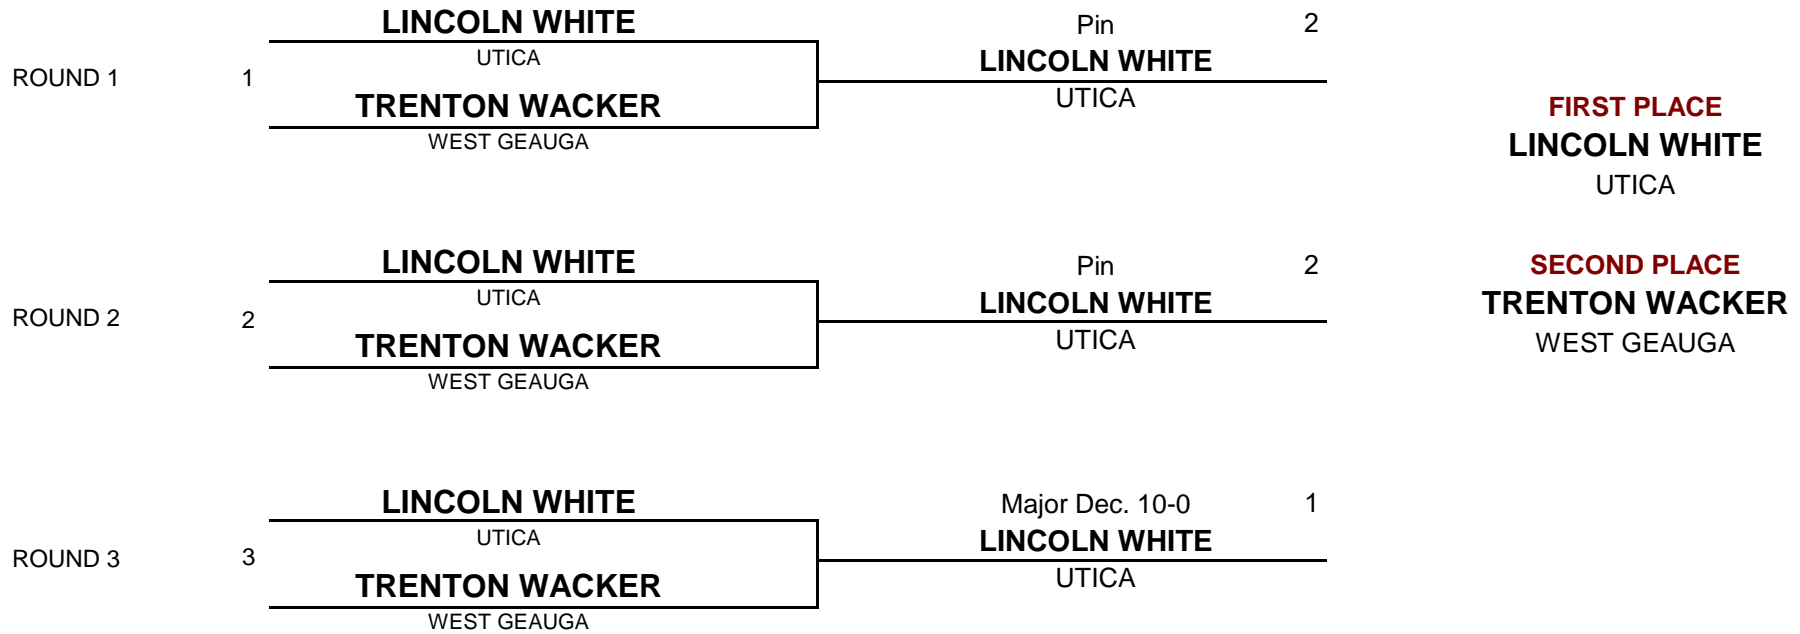 LINCOLN WHITE
UTICA
ROUND 1
1
TRENTON WACKER
WEST GEAUGA
Pin
2
LINCOLN WHITE
UTICA
FIRST PLACE
LINCOLN WHITE
UTICA
LINCOLN WHITE
UTICA
ROUND 2
2
TRENTON WACKER
WEST GEAUGA
Pin
2
LINCOLN WHITE
UTICA
SECOND PLACE
TRENTON WACKER
WEST GEAUGA
LINCOLN WHITE
UTICA
ROUND 3
3
TRENTON WACKER
WEST GEAUGA
Major Dec. 10-0
1
LINCOLN WHITE
UTICA